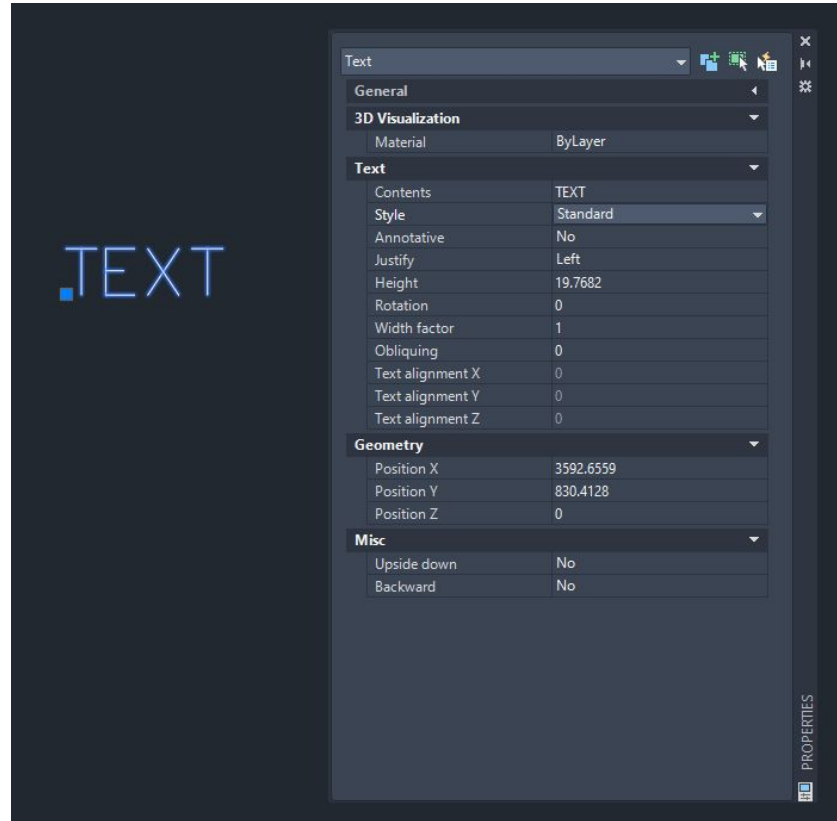 Text
General
3D Visualization
Material ByLayer
Text
Contents TEXT
Style Standard
Annotative No
Justify Left
Height 19.7682
Rotation 0
Width factor 1
Obliquing 0
Text alignment X 0
Text alignment Y 0
Text alignment Z 0
Geometry
Position X 3592.6559
Position Y 830.4128
Position Z 0
Misc
Upside down No
Backward No
TEXT
PROPERTIES